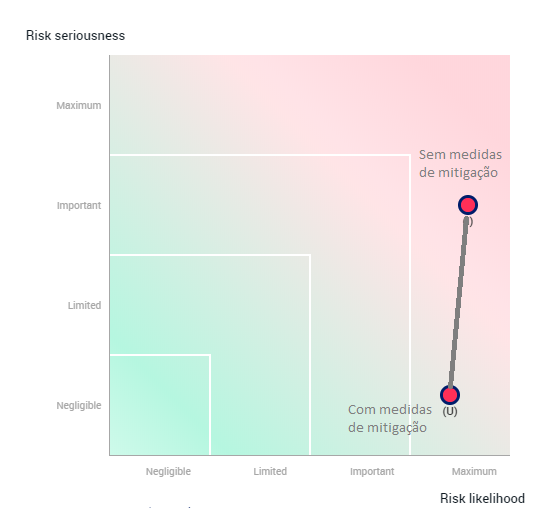 Risk seriousness
Maximum
Sem medidas
de mitigação
Important
)
Limited
Negligible
Com medidas
de mitigação
(U)
Negligible
Limited
Important
Maximum
Risk likelihood